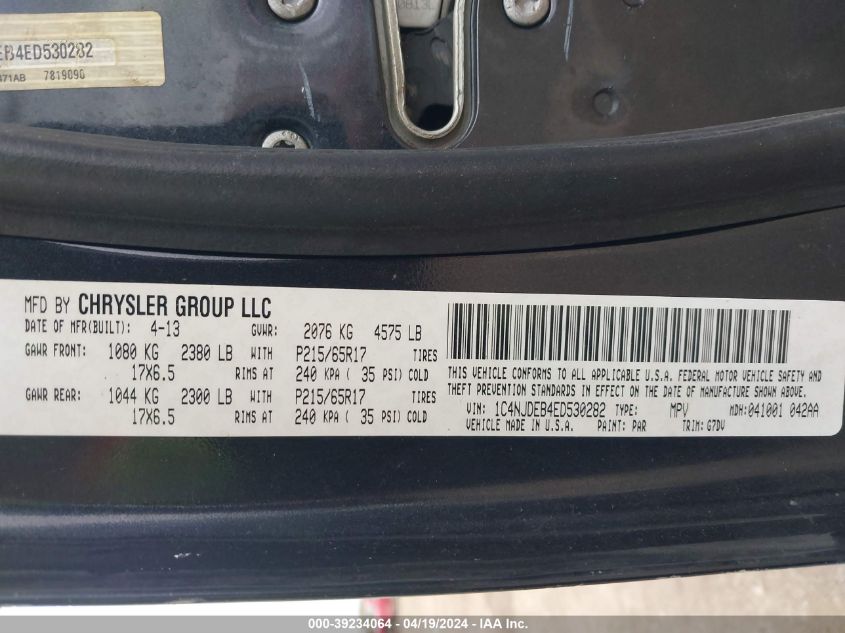 EB4ED530282
471AB 7819090
MFD BY CHRYSLER GROUP LLC
DATE OF MFR(BUILT): 4-13 GVWR: 2076 KG 4575 LB
GAWR FRONT: 1080 KG 2380 LB WITH P215/65R17 TIRES
17X6.5 RIMS AT 240 KPA ( 35 PSI) COLD
GAWR REAR: 1044 KG 2300 LB WITH P215/65R17 TIRES
17X6.5 RIMS AT 240 KPA ( 35 PSI) COLD
THIS VEHICLE CONFORMS TO ALL APPLICABLE U.S.A. FEDERAL MOTOR VEHICLE SAFETY AND
THEFT PREVENTION STANDARDS IN EFFECT ON THE DATE OF MANUFACTURE SHOWN ABOVE.
VIN: 1C4NJDEB4ED530282 TYPE: MPV MDH:041001 042AA
VEHICLE MADE IN U.S.A. PAINT: PAR TRIM: G7DV
000-39234064 - 04/19/2024 - IAA Inc.